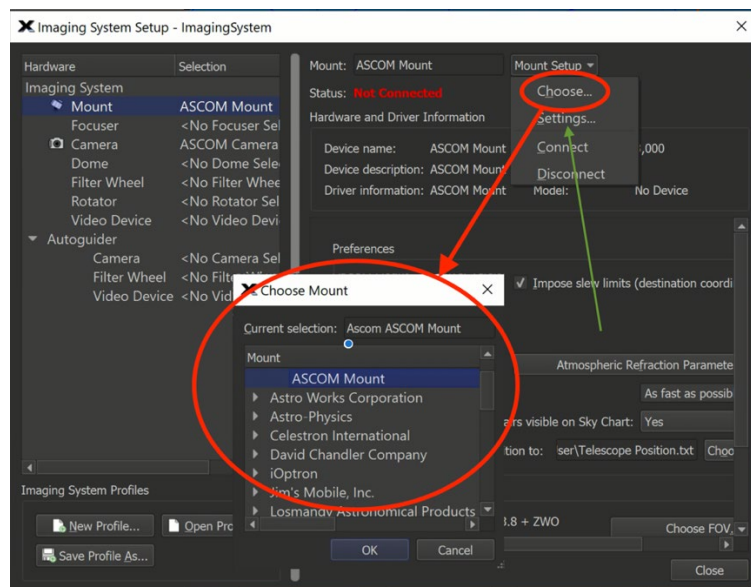 Imaging System Setup - ImagingSystem
Hardware Selection
Imaging System
Mount ASCOM Mount
Focuser <No Focuser Sel
Camera ASCOM Camera
Dome <No Dome Sele
Filter Wheel <No Filter Whee
Rotator <No Rotator Sel
Video Device <No Video Devi
Autoguider
Camera <No Camera Sel
Filter Wheel <No Filt
Video Device <No Vid
Imaging System Profiles
New Profile... Open Pro
Save Profile As...
Mount: ASCOM Mount Mount Setup
Status: Not Connected
Choose...
Settings...
Connect
Disconnect
Hardware and Driver Information
Device name: ASCOM Mount ,000
Device description: ASCOM Mount
Driver information: ASCOM Mount Model: No Device
Preferences
Impose slew limits (destination coordi
Atmospheric Refraction Paramete
As fast as possib
visible on Sky Chart: Yes
tion to: ser\Telescope Position.txt Choo
.8 + ZWO Choose FOV,
Close
Choose Mount
Current selection: Ascom ASCOM Mount
Mount
ASCOM Mount
Astro Works Corporation
Astro-Physics
Celestron International
David Chandler Company
iOptron
Jim's Mobile, Inc.
Losmandy Astronomical Products
OK Cancel